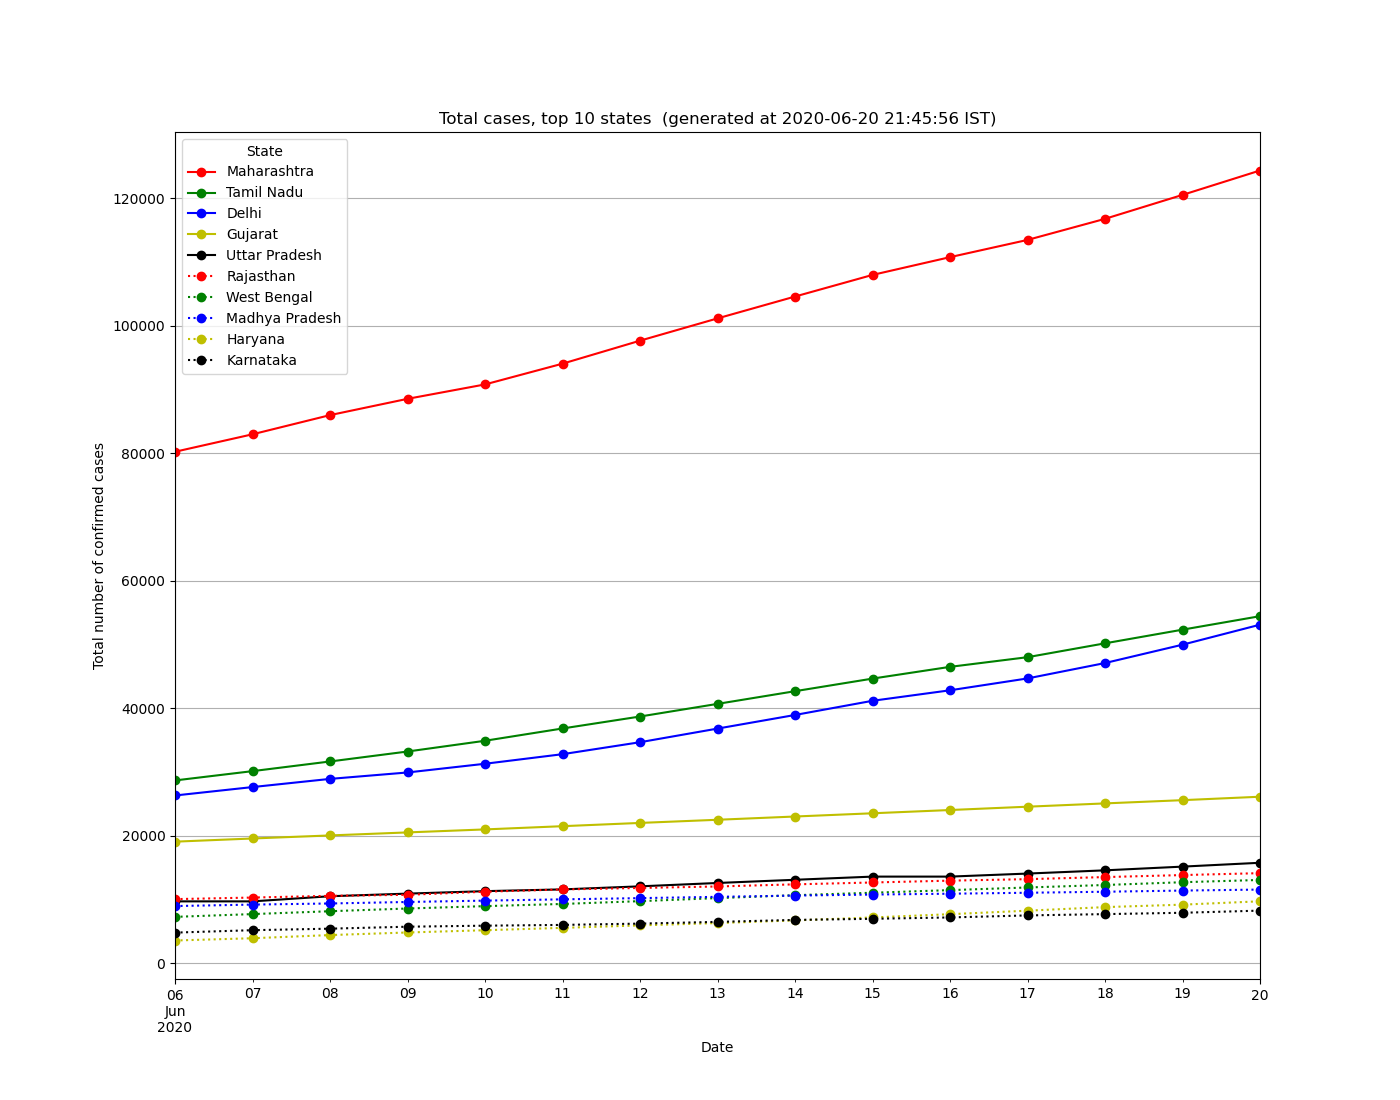 Total cases, top 10 states  (generated at 2020-06-20 21:45:56 IST)
State
Maharashtra
Tamil Nadu
Delhi
Gujarat
Uttar Pradesh
Rajasthan
West Bengal
Madhya Pradesh
Haryana
Karnataka
Total number of confirmed cases
120000
100000
80000
60000
40000
20000
0
06 07 08 09 10 11 12 13 14 15 16 17 18 19 20
Jun
2020
Date